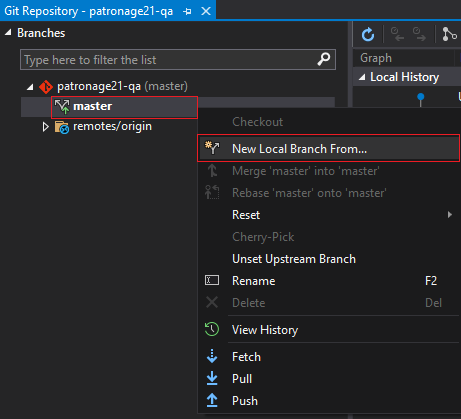 Git Repository - patronage21-qa
Branches
Type here to filter the list
patronage21-qa (master)
master
remotes/origin
Graph
Local History
Checkout
New Local Branch From...
Merge 'master' into 'master'
Rebase 'master' onto 'master'
Reset
Cherry-Pick
Unset Upstream Branch
Rename F2
Delete Del
View History
Fetch
Pull
Push